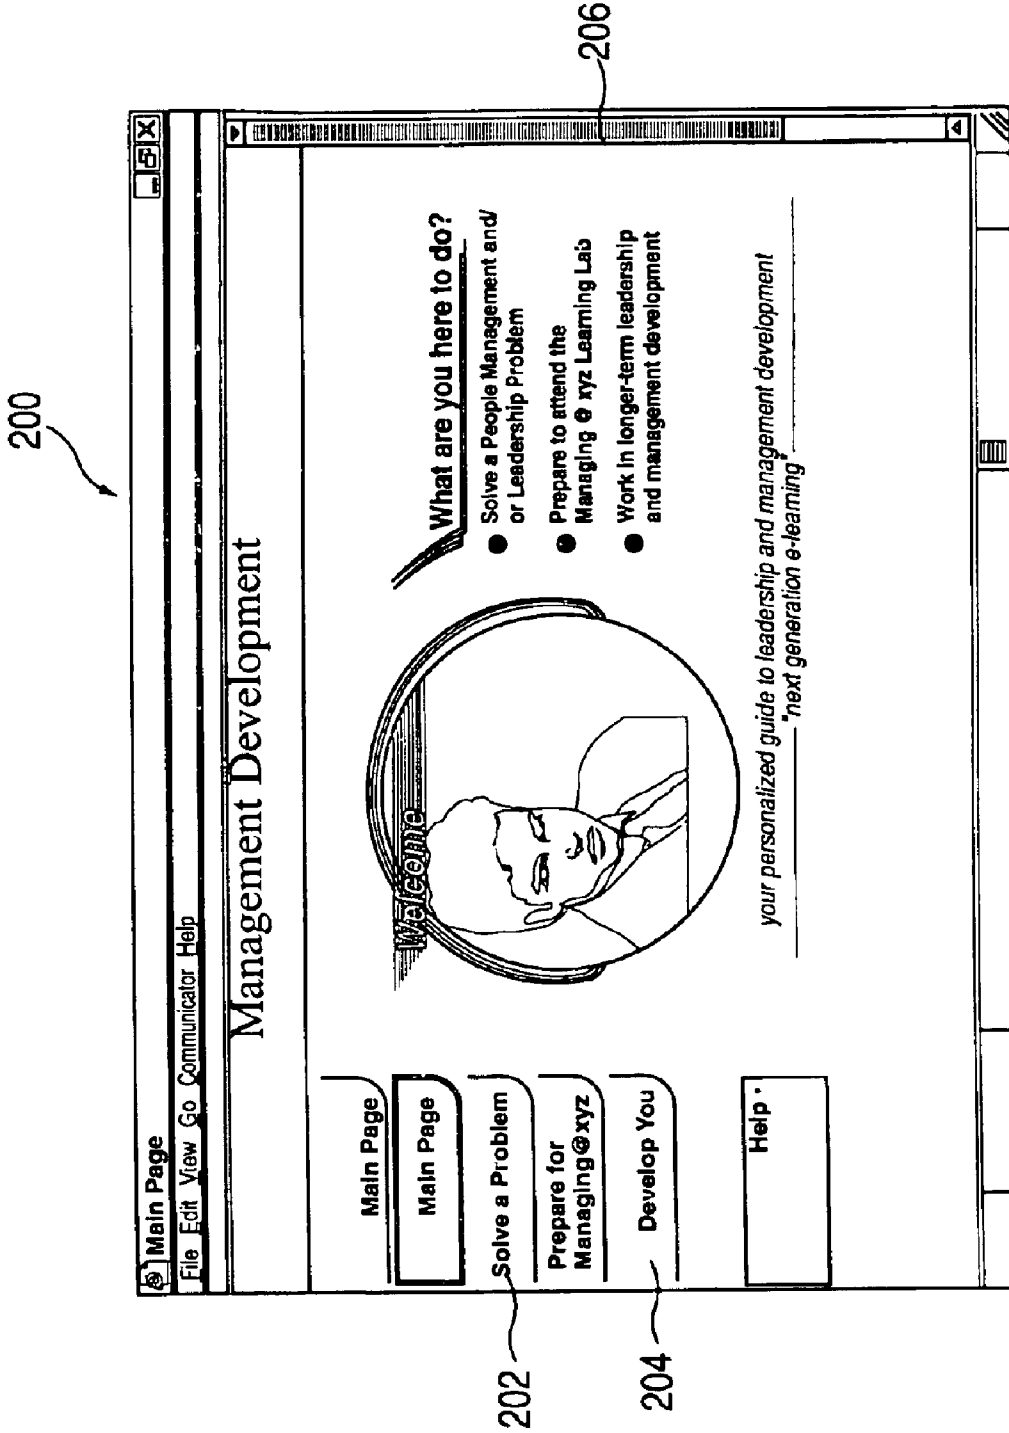 200
Main Page
File Edit View Go Communicator Help
Management Development
Main Page
Main Page
Solve a Problem
Prepare for
Managing@xyz
Develop You
Help
Welcome
What are you here to do?
Solve a People Management and/
or Leadership Problem
Prepare to attend the
Managing @ xyz Learning Lab
Work in longer-term leadership
and management development
your personalized guide to leadership and management development
"next generation e-learning"
202
204
206